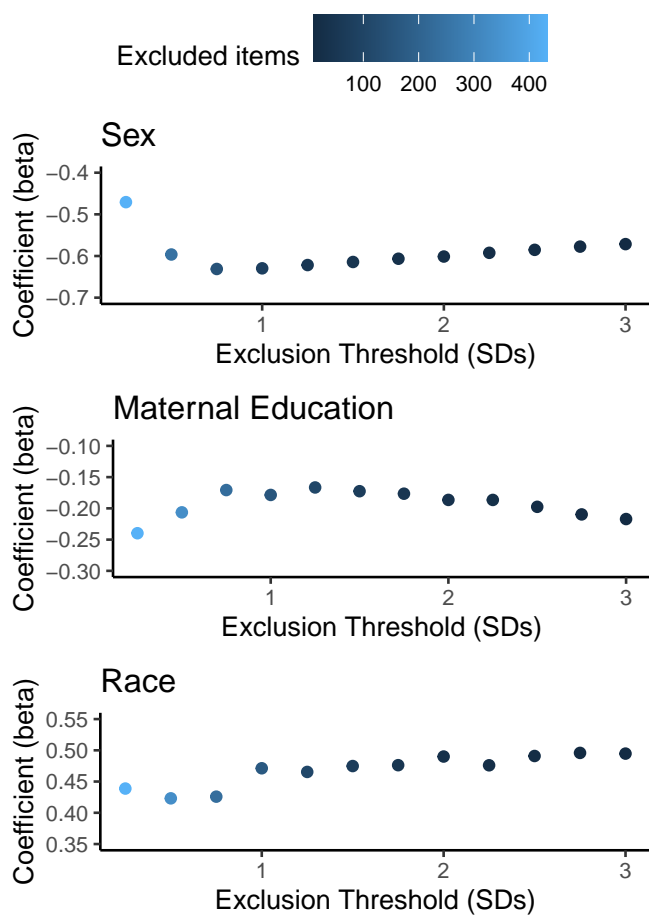 Excluded items
100 200 300 400
Sex
Coefficient (beta)
−0.4
−0.5
−0.6
−0.7
1 2 3
Exclusion Threshold (SDs)
Maternal Education
Coefficient (beta)
−0.10
−0.15
−0.20
−0.25
−0.30
1 2 3
Exclusion Threshold (SDs)
Race
Coefficient (beta)
0.55
0.50
0.45
0.40
0.35
1 2 3
Exclusion Threshold (SDs)